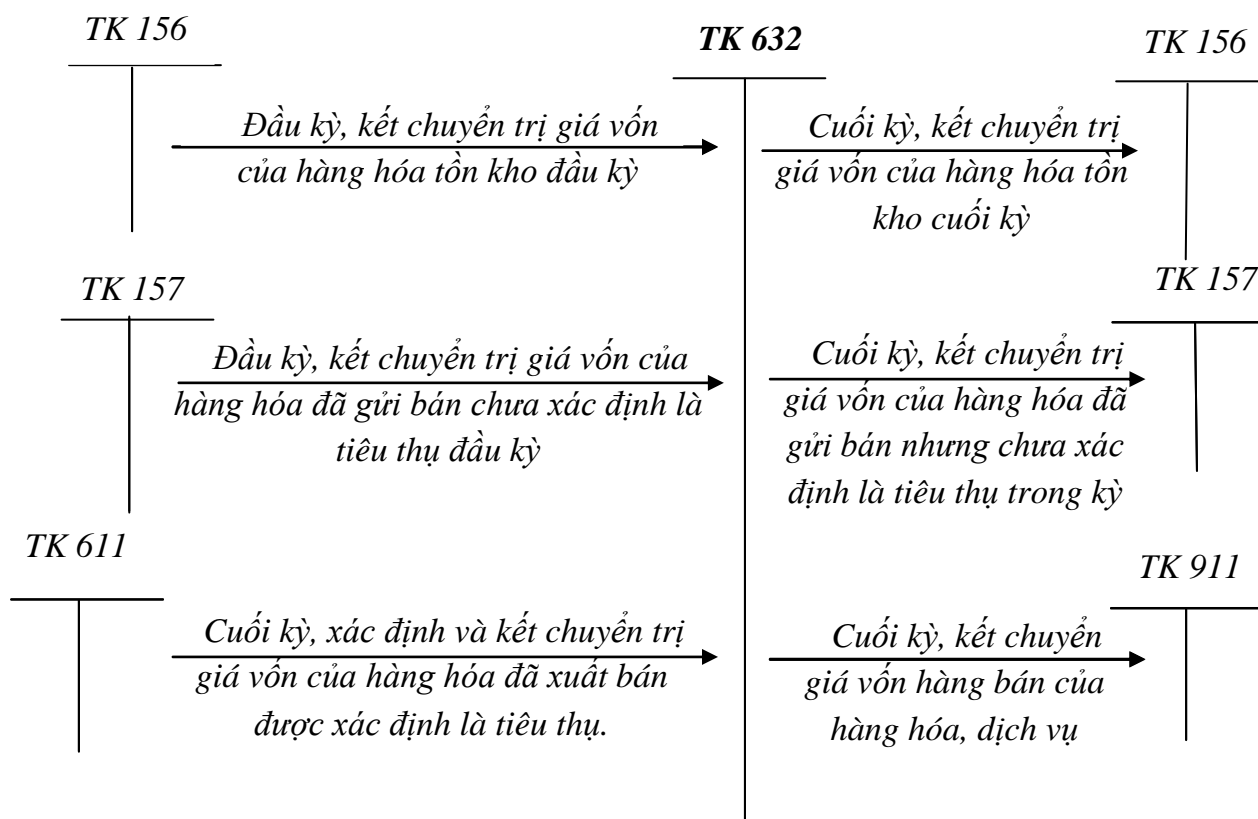 TK 156
TK 632
TK 156
Đầu kỳ, kết chuyển trị giá vốn
của hàng hóa tồn kho đầu kỳ
Cuối kỳ, kết chuyển trị
giá vốn của hàng hóa tồn
kho cuối kỳ
TK 157
TK 157
Đầu kỳ, kết chuyển trị giá vốn của
hàng hóa đã gửi bán chưa xác định là
tiêu thụ đầu kỳ
Cuối kỳ, kết chuyển trị
giá vốn của hàng hóa đã
gửi bán nhưng chưa xác
định là tiêu thụ trong kỳ
TK 611
TK 911
Cuối kỳ, xác định và kết chuyển trị
giá vốn của hàng hóa đã xuất bán
được xác định là tiêu thụ.
Cuối kỳ, kết chuyển
giá vốn hàng bán của
hàng hóa, dịch vụ